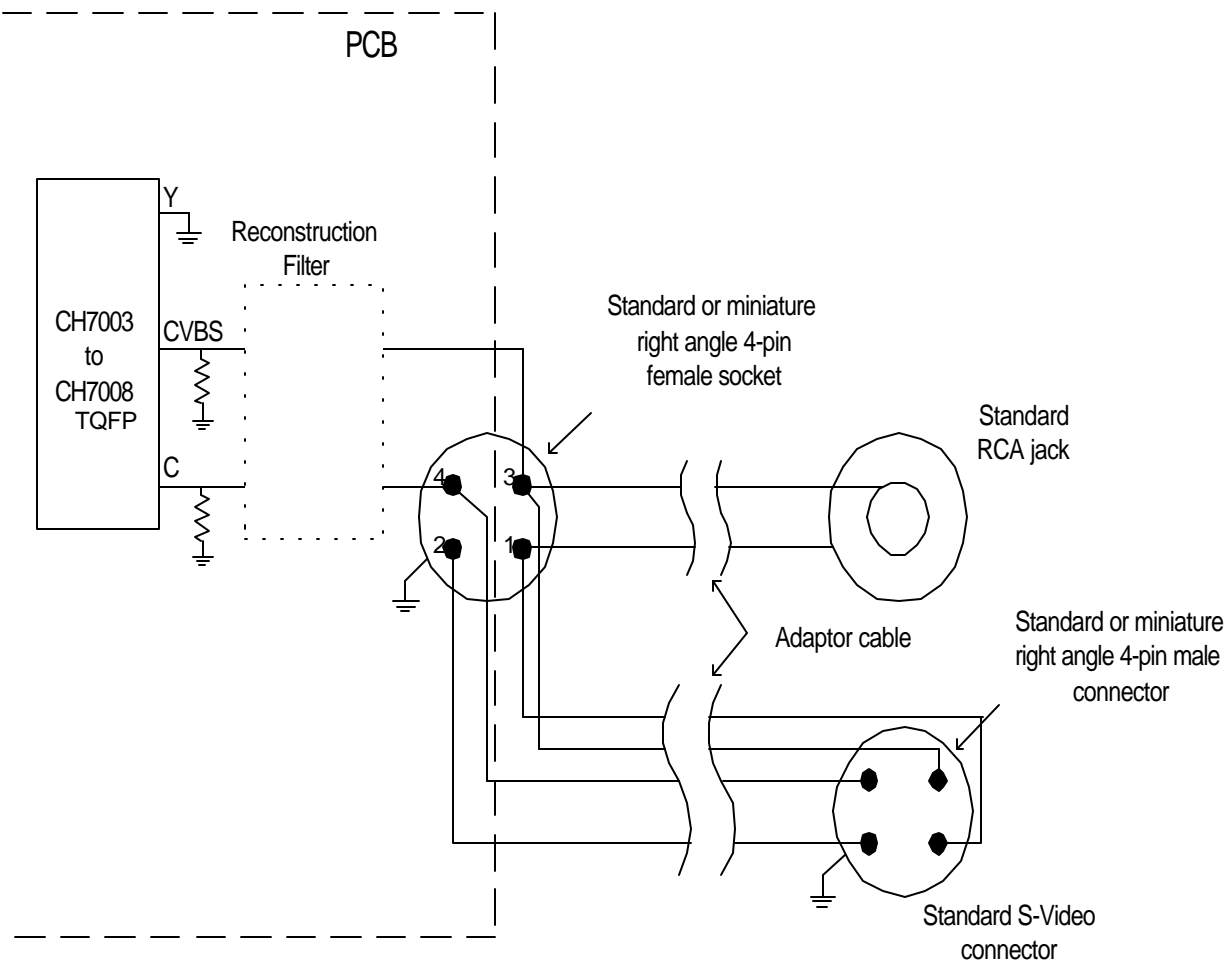 PCB
Y
Reconstruction
Filter
CH7003
to
CH7008
TQFP
CVBS
C
Standard or miniature
right angle 4-pin
female socket
Standard
RCA jack
4
3
2
1
Adaptor cable
Standard or miniature
right angle 4-pin male
connector
Standard S-Video
connector